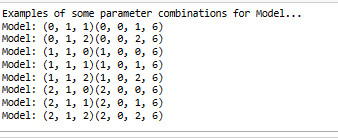 Examples of some parameter combinations for Model...
Model: (0, 1, 1)(0, 0, 1, 6)
Model: (0, 1, 2)(0, 0, 2, 6)
Model: (1, 1, 0)(1, 0, 0, 6)
Model: (1, 1, 1)(1, 0, 1, 6)
Model: (1, 1, 2)(1, 0, 2, 6)
Model: (2, 1, 0)(2, 0, 0, 6)
Model: (2, 1, 1)(2, 0, 1, 6)
Model: (2, 1, 2)(2, 0, 2, 6)